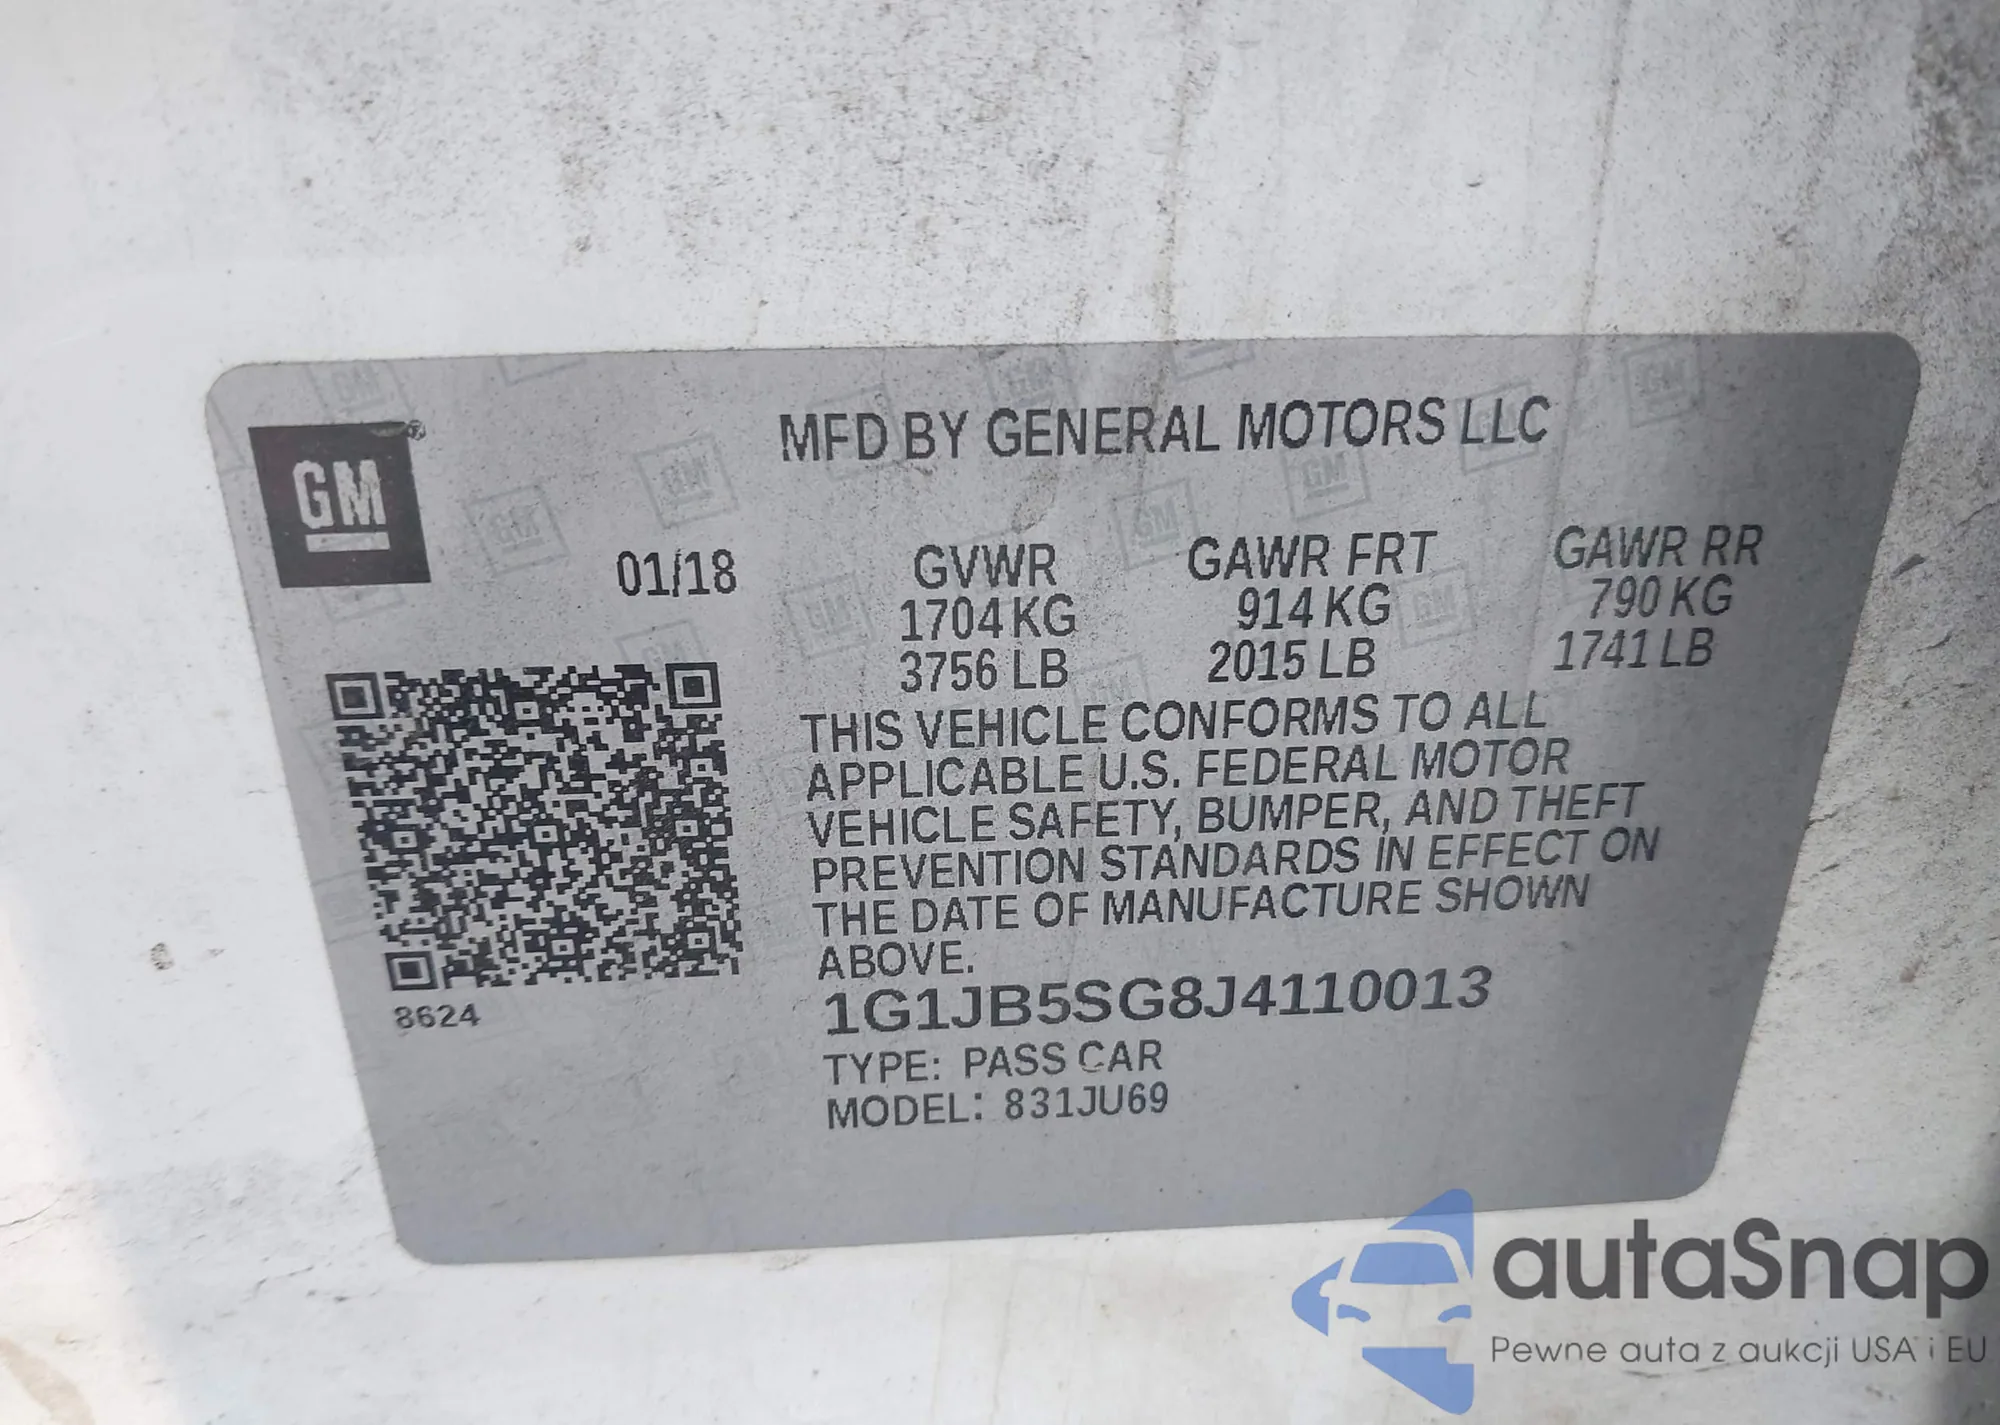 GM
MFD BY GENERAL MOTORS LLC
01/18
GVWR
1704 KG
3756 LB
GAWR FRT
914 KG
2015 LB
GAWR RR
790 KG
1741 LB
THIS VEHICLE CONFORMS TO ALL
APPLICABLE U.S. FEDERAL MOTOR
VEHICLE SAFETY, BUMPER, AND THEFT
PREVENTION STANDARDS IN EFFECT ON
THE DATE OF MANUFACTURE SHOWN
ABOVE.
8624
1G1JB5SG8J4110013
TYPE: PASS CAR
MODEL: 831JU69
autaSnap
Pewne auta z aukcji USA i EU